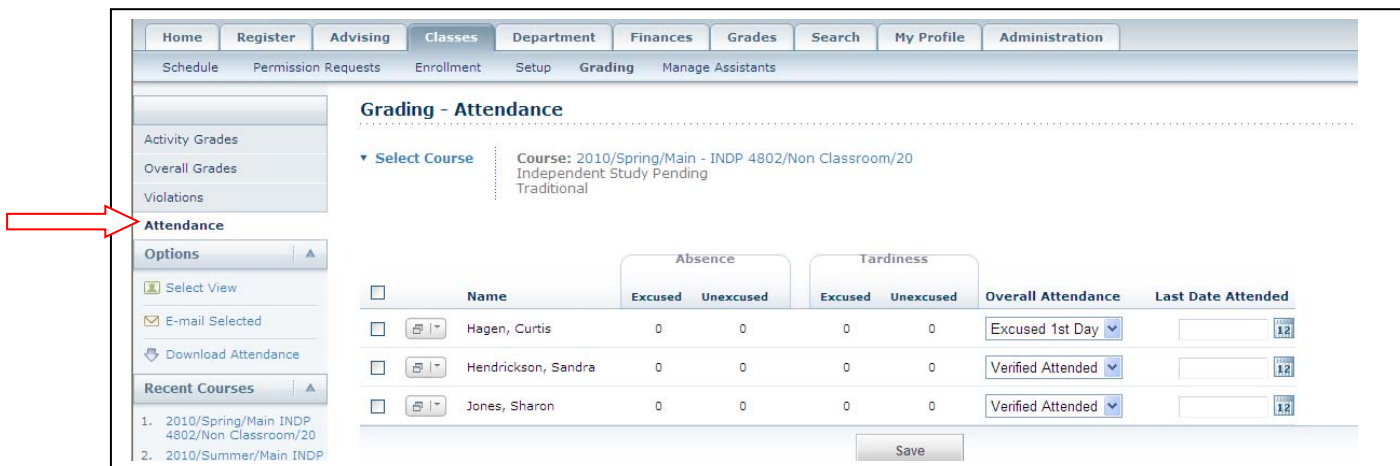 Home Register Advising Classes Department Finances Grades Search My Profile Administration
Schedule Permission Requests Enrollment Setup Grading Manage Assistants
Activity Grades
Overall Grades
Violations
Attendance
Options
Select View
E-mail Selected
Download Attendance
Recent Courses
1. 2010/Spring/Main INDP
4802/Non Classroom/20
2. 2010/Summer/Main INDP
Grading - Attendance
Select Course Course: 2010/Spring/Main - INDP 4802/Non Classroom/20
Independent Study Pending
Traditional
Absence Tardiness
Name Excused Unexcused Excused Unexcused Overall Attendance Last Date Attended
Hagen, Curtis 0 0 0 0 Excused 1st Day 12
Hendrickson, Sandra 0 0 0 0 Verified Attended 12
Jones, Sharon 0 0 0 0 Verified Attended 12
Save